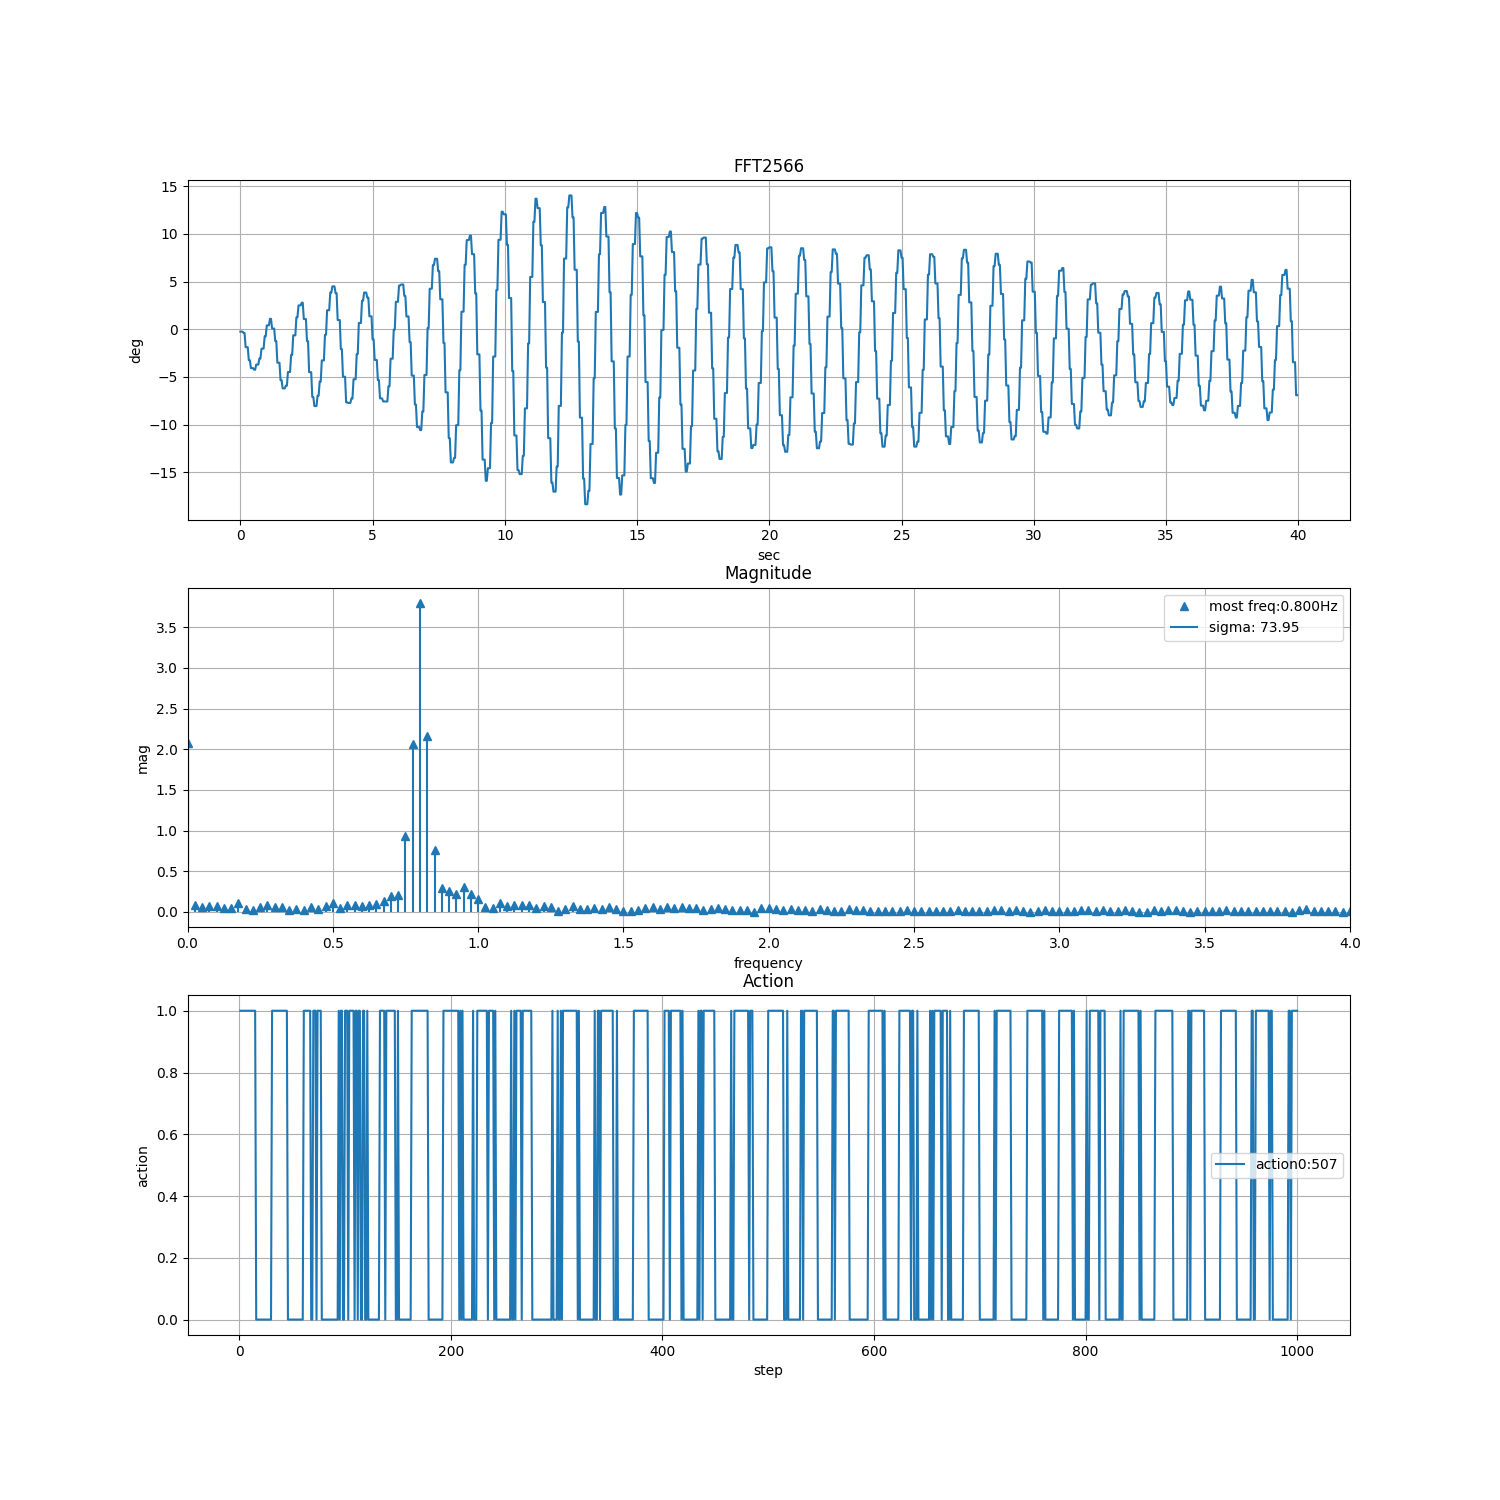 FFT2566
15
10
5
0
−5
−10
−15
deg
0 5 10 15 20 25 30 35 40
sec
Magnitude
most freq:0.800Hz
sigma: 73.95
3.5
3.0
2.5
2.0
1.5
1.0
0.5
0.0
mag
0.0 0.5 1.0 1.5 2.0 2.5 3.0 3.5 4.0
frequency
Action
1.0
0.8
0.6
0.4
0.2
0.0
action
action0:507
0 200 400 600 800 1000
step